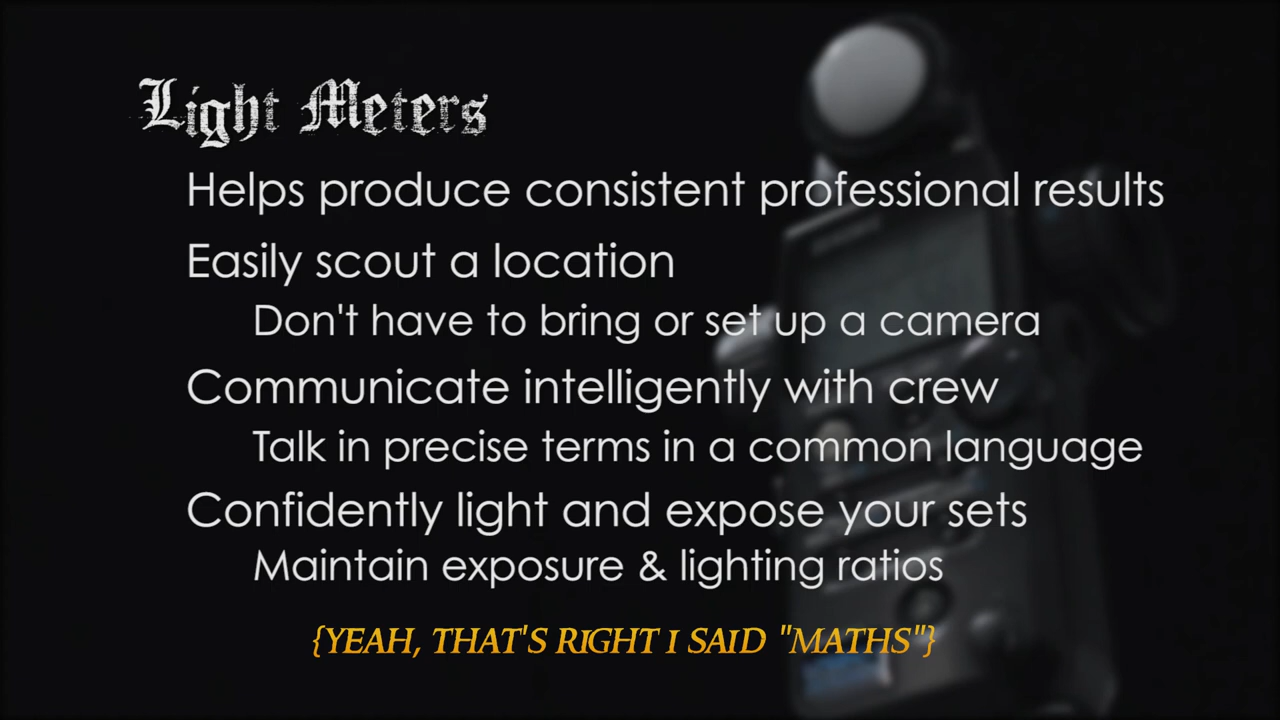 Light Meters
Helps produce consistent professional results
Easily scout a location
Don't have to bring or set up a camera
Communicate intelligently with crew
Talk in precise terms in a common language
Confidently light and expose your sets
Maintain exposure & lighting ratios
{YEAH, THAT'S RIGHT I SAID "MATHS"}